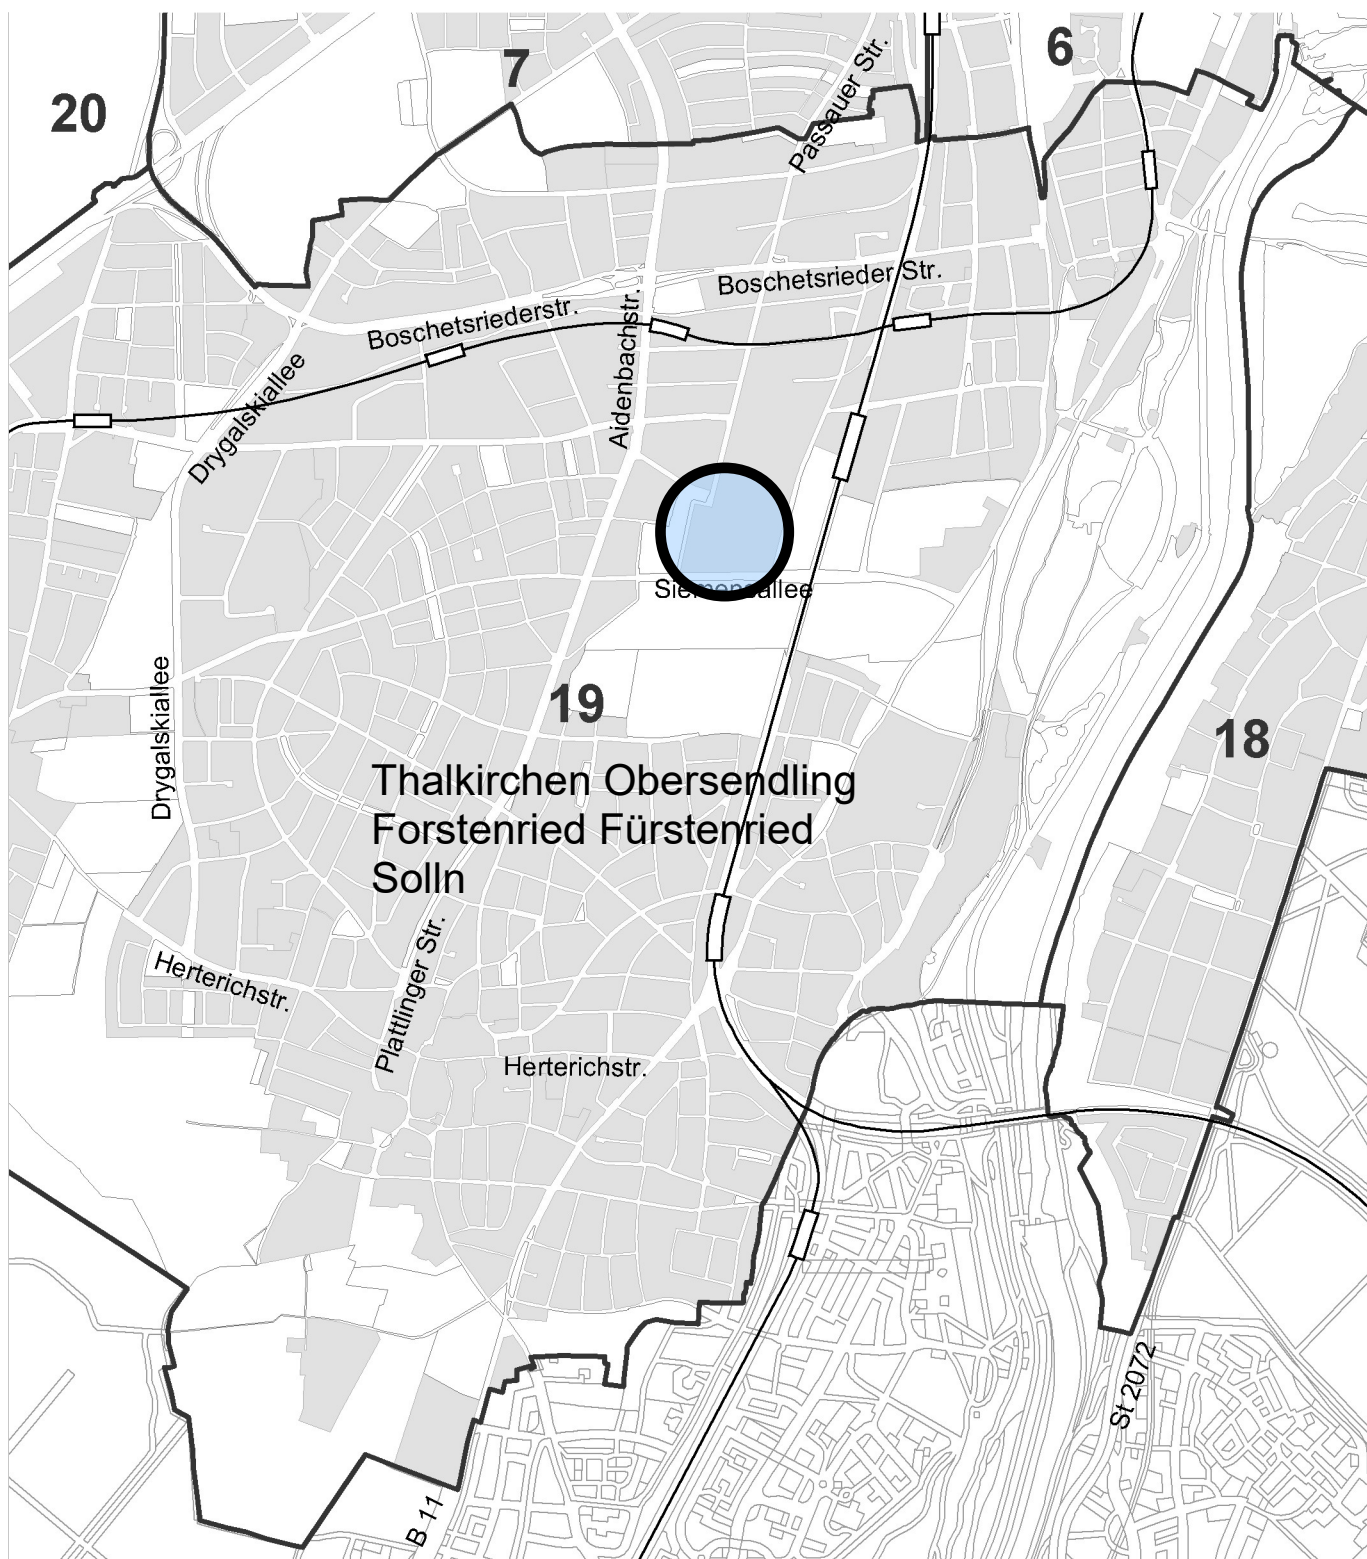 7
6
20
Passauer Str.
Boschetsrieder Str.
Boschetsriederstr.
Aidenbachstr.
Drygalskiallee
Siemensallee
19
18
Drygalskiallee
Thalkirchen Obersendling
Forstenried Fürstenried
Solln
Plattlinger Str.
Herterichstr.
Herterichstr.
St 2072
B 11